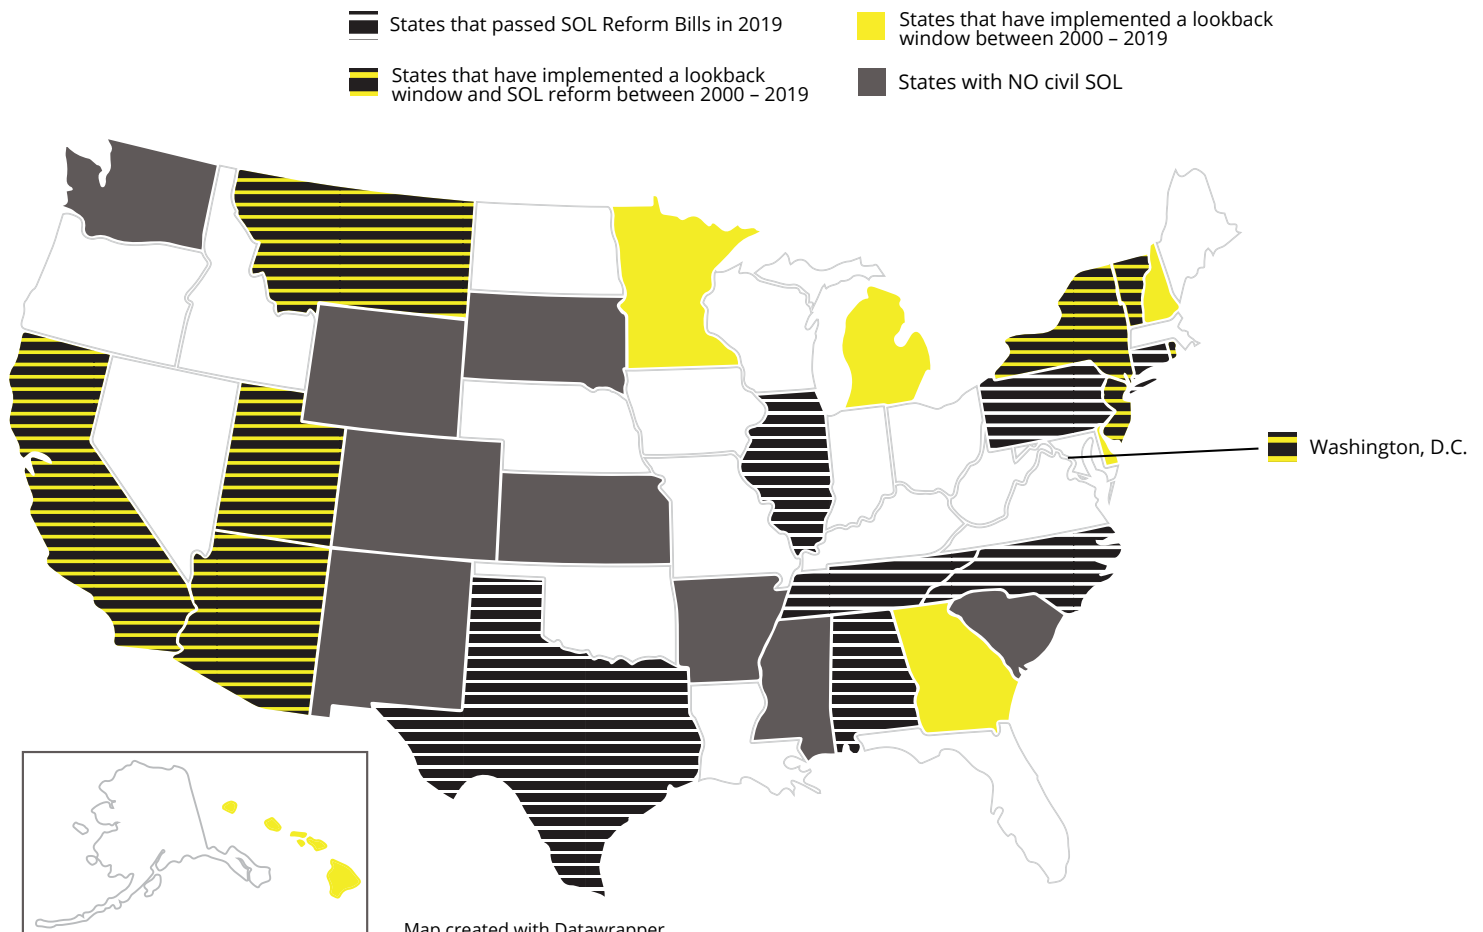 States that passed SOL Reform Bills in 2019
States that have implemented a lookback
window between 2000 – 2019
States that have implemented a lookback
window and SOL reform between 2000 – 2019
States with NO civil SOL
Washington, D.C.
Map created with Datawrapper